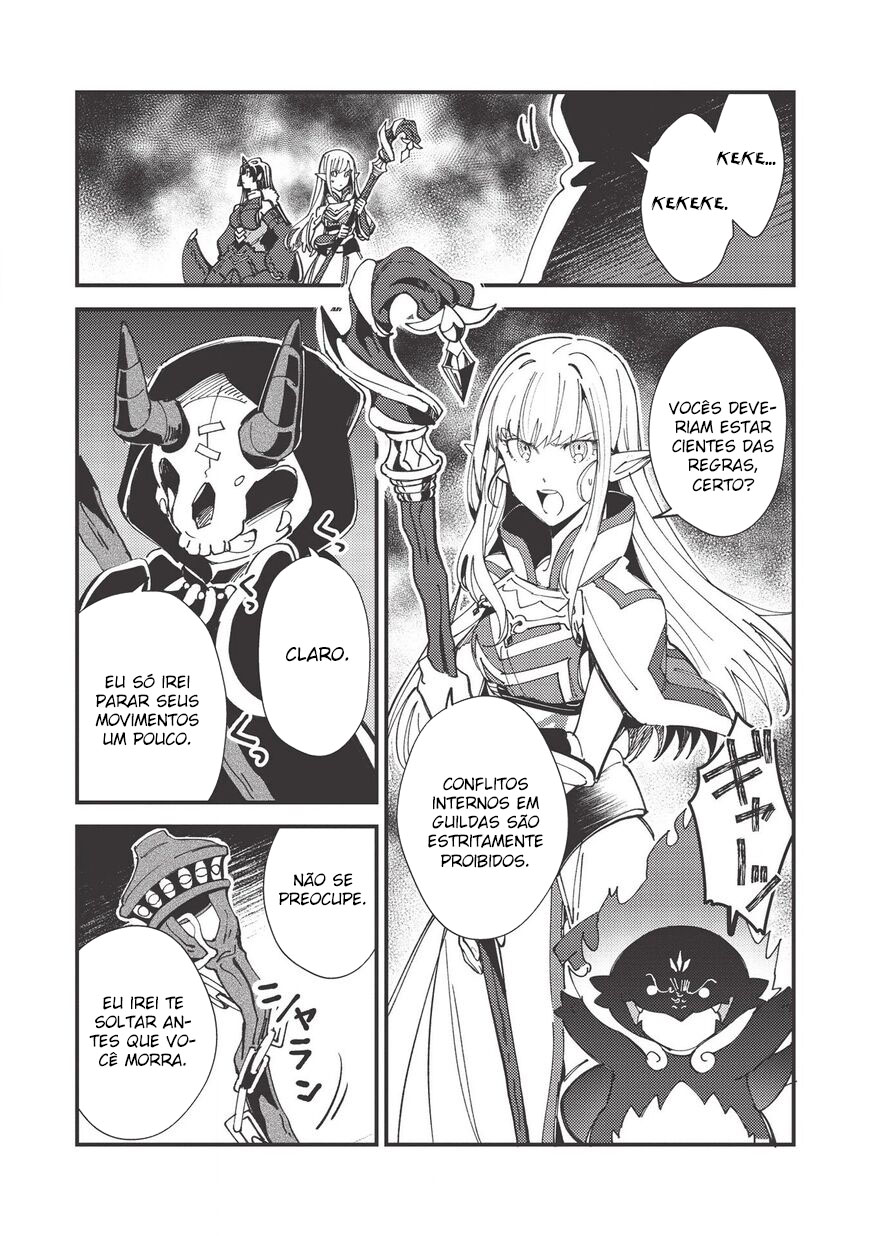 KEKE...
KEKEKE.
VOCÊS DEVE-
RIAM ESTAR
CIENTES DAS
REGRAS,
CERTO?
CONFLITOS
INTERNOS EM
GUILDAS SÃO
ESTRITAMENTE
PROIBIDOS.
ギャーッ
CLARO.
EU SÓ IREI
PARAR SEUS
MOVIMENTOS
UM POUCO.
NÃO SE
PREOCUPE.
EU IREI TE
SOLTAR AN-
TES QUE VO-
CÊ MORRA.
ジャラン